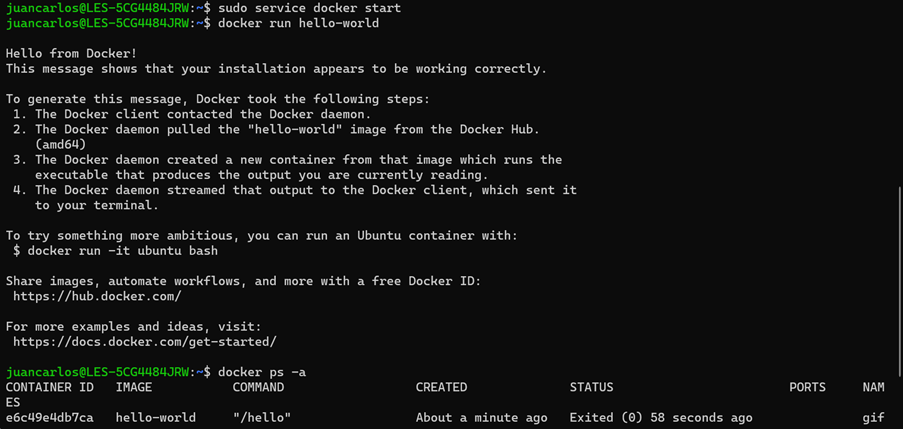 juancarlos@LES-5CG4484JRW:~$ sudo service docker start
juancarlos@LES-5CG4484JRW:~$ docker run hello-world
Hello from Docker!
This message shows that your installation appears to be working correctly.
To generate this message, Docker took the following steps:
1. The Docker client contacted the Docker daemon.
2. The Docker daemon pulled the "hello-world" image from the Docker Hub.
(amd64)
3. The Docker daemon created a new container from that image which runs the
executable that produces the output you are currently reading.
4. The Docker daemon streamed that output to the Docker client, which sent it
to your terminal.
To try something more ambitious, you can run an Ubuntu container with:
$ docker run -it ubuntu bash
Share images, automate workflows, and more with a free Docker ID:
https://hub.docker.com/
For more examples and ideas, visit:
https://docs.docker.com/get-started/
juancarlos@LES-5CG4484JRW:~$ docker ps -a
CONTAINER ID IMAGE COMMAND CREATED STATUS PORTS NAM
ES
e6c49e4db7ca hello-world "/hello" About a minute ago Exited (0) 58 seconds ago gif